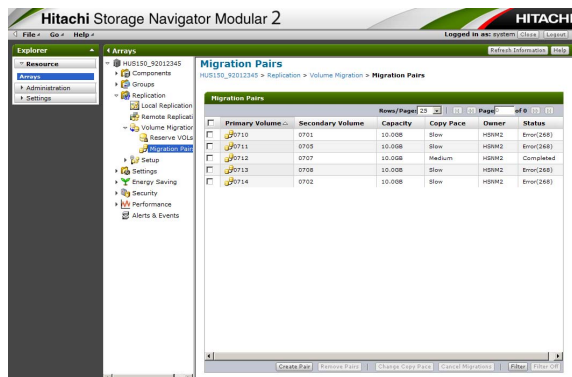 Hitachi Storage Navigator Modular 2
HITACHI
File Go Help
Logged in as: system Close Logout
Explorer
Arrays
Refresh Information Help
Resource
Arrays
Administration
Settings
HUS150_92012345
Components
Groups
Replication
Local Replication
Remote Replicati
Volume Migration
Reserve VOLs
Migration Pair
Setup
Settings
Energy Saving
Security
Performance
Alerts & Events
Migration Pairs
HUS150_92012345 > Replication > Volume Migration > Migration Pairs
Migration Pairs
Rows/Page: 25 Page 0 of 0
Primary Volume Secondary Volume Capacity Copy Pace Owner Status
0710 0701 10.0GB Slow HSNM2 Error(268)
0711 0705 10.0GB Slow HSNM2 Error(268)
0712 0707 10.0GB Medium HSNM2 Completed
0713 0708 10.0GB Slow HSNM2 Error(268)
0714 0702 10.0GB Slow HSNM2 Error(268)
Create Pair Remove Pairs Change Copy Pace Cancel Migrations Filter Filter Off